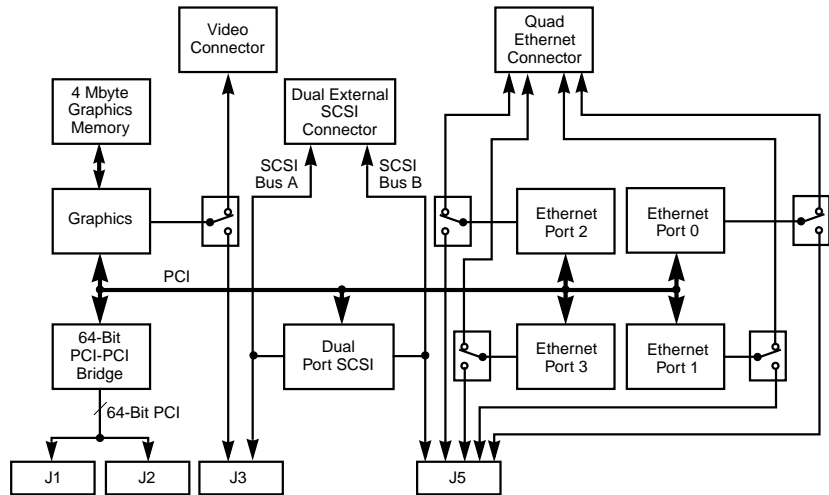 Video
Connector
Quad
Ethernet
Connector
4 Mbyte
Graphics
Memory
Dual External
SCSI
Connector
SCSI
Bus A
SCSI
Bus B
Graphics
Ethernet
Port 2
Ethernet
Port 0
PCI
64-Bit
PCI-PCI
Bridge
Dual
Port SCSI
Ethernet
Port 3
Ethernet
Port 1
64-Bit PCI
J1
J2
J3
J5